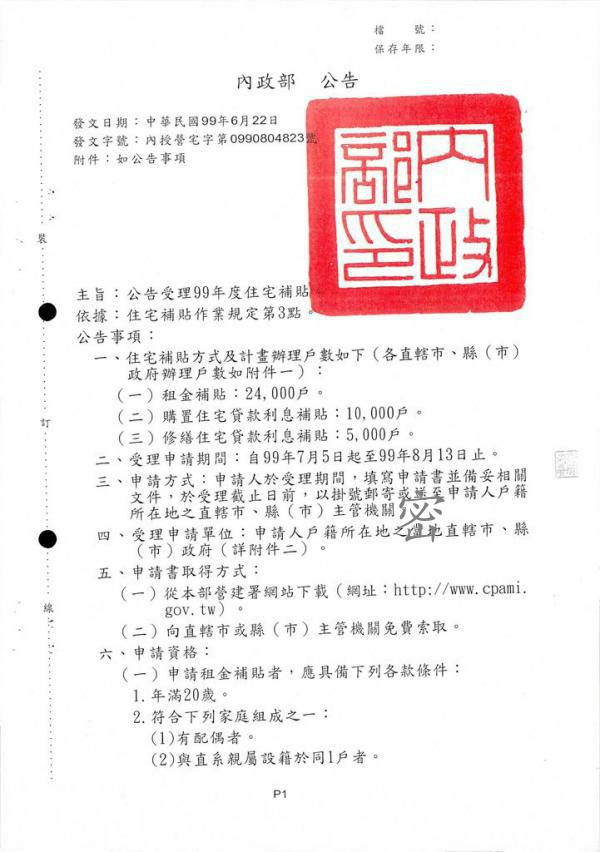 檔　　號：
保存年限：
內政部　公告
發文日期：中華民國99年6月22日
發文字號：內授營宅字第0990804823號
附件：如公告事項
內政部印
主旨：公告受理99年度住宅補貼
依據：住宅補貼作業規定第3點。
公告事項：
一、住宅補貼方式及計畫辦理戶數如下（各直轄市、縣（市）
政府辦理戶數如附件一）：
（一）租金補貼：24,000戶。
（二）購置住宅貸款利息補貼：10,000戶。
（三）修繕住宅貸款利息補貼：5,000戶。
二、受理申請期間：自99年7月5日起至99年8月13日止。
三、申請方式：申請人於受理期間，填寫申請書並備妥相關
文件，於受理截止日前，以掛號郵寄或送至申請人戶籍
所在地之直轄市、縣（市）主管機關
密
四、受理申請單位：申請人戶籍所在地之當地直轄市、縣
（市）政府（詳附件二）。
五、申請書取得方式：
（一）從本部營建署網站下載（網址：http://www.cpami.
gov.tw）。
（二）向直轄市或縣（市）主管機關免費索取。
六、申請資格：
（一）申請租金補貼者，應具備下列各款條件：
1.年滿20歲。
2.符合下列家庭組成之一：
(1)有配偶者。
(2)與直系親屬設籍於同1戶者。
裝
訂
線
P1